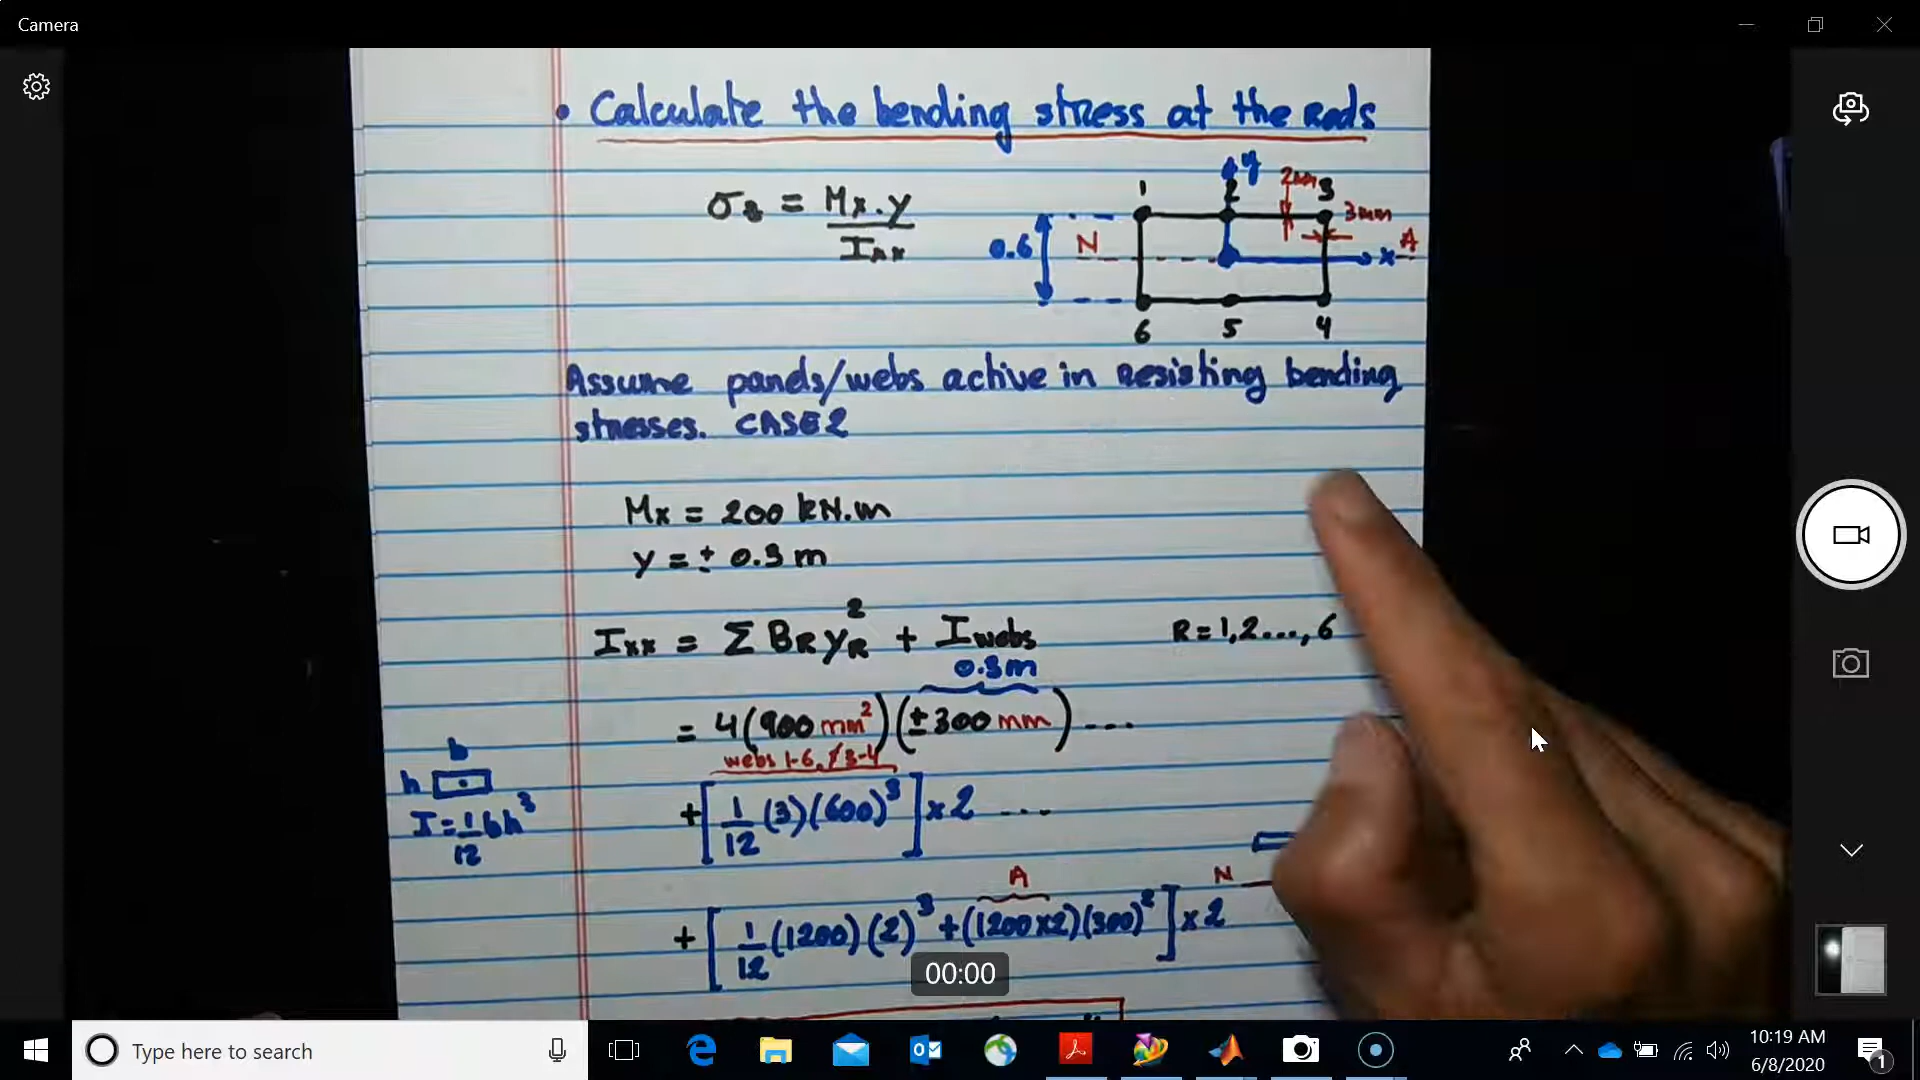 Camera
• Calculate the bending stress at the Rods
σz = Mx.y / Ixx
y
1 2 2mm 3
3mm
0.6 N x A
6 5 4
Assume panels/webs active in resisting bending
stresses. CASE 2
Mx = 200 kN.m
y = ± 0.3 m
Ixx = Σ BR yR² + Iwebs R = 1,2...,6
0.3m
= 4(900 mm²)(±300 mm) ...
webs 1-6, & 3-4
b
h
I = 1/12 bh³
+[1/12 (3)(600)³] x 2 ...
A N
+[1/12 (1200)(2)³ + (1200x2)(300)²] x 2
00:00
Type here to search
10:19 AM
6/8/2020
1